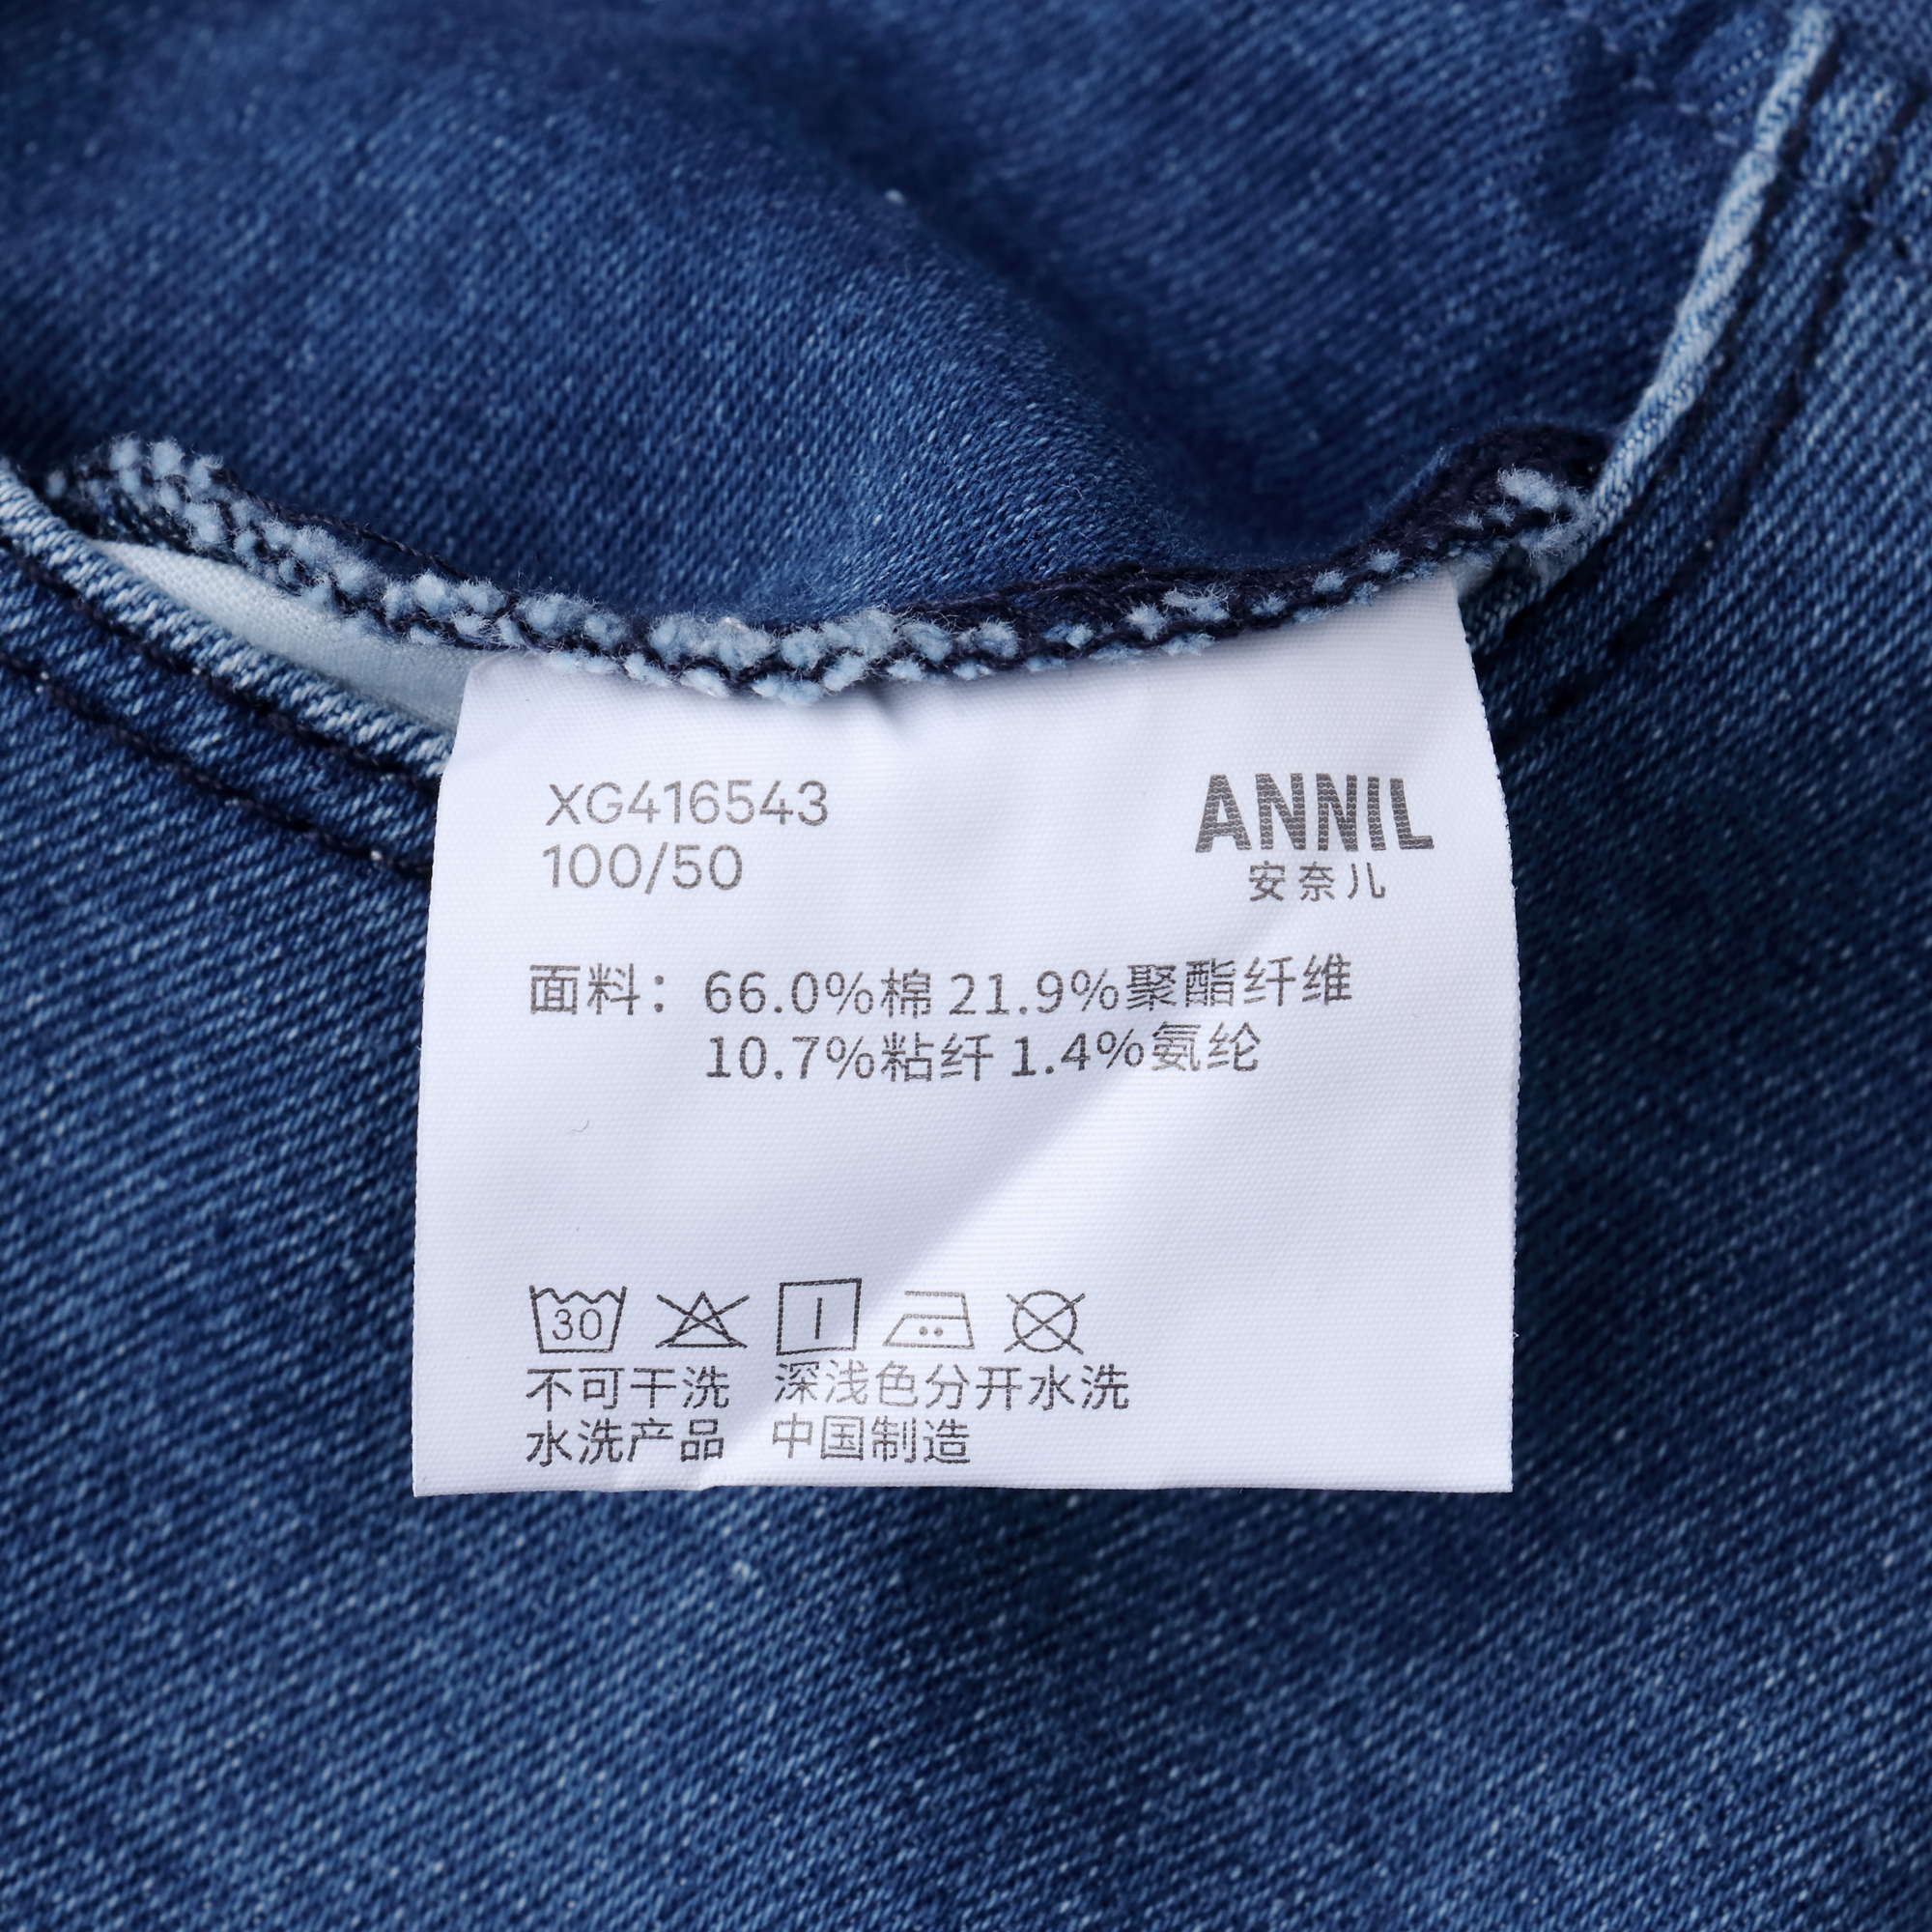 XG416543
100/50
ANNIL
安奈儿
面料：66.0%棉 21.9%聚酯纤维
10.7%粘纤 1.4%氨纶
30
不可干洗 深浅色分开水洗
水洗产品 中国制造